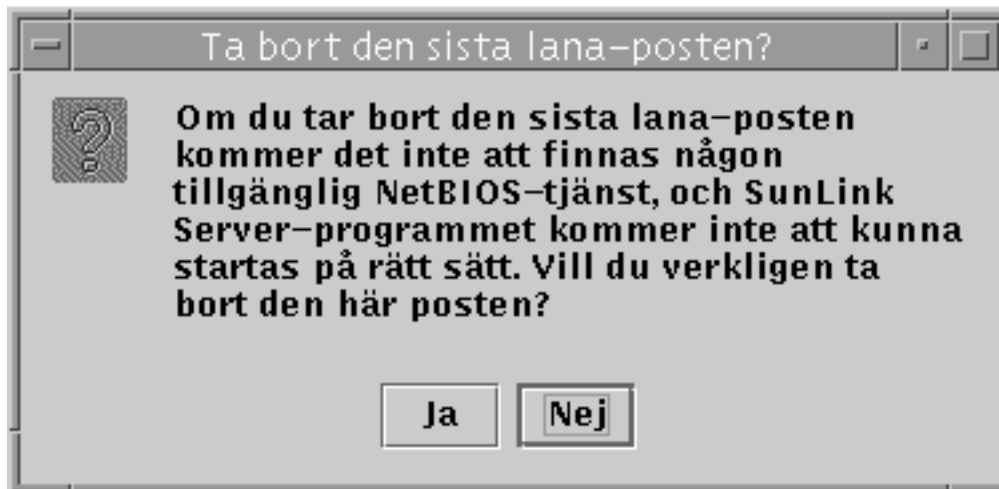 Ta bort den sista lana–posten?
Om du tar bort den sista lana–posten
kommer det inte att finnas någon
tillgänglig NetBIOS–tjänst, och SunLink
Server–programmet kommer inte att kunna
startas på rätt sätt. Vill du verkligen ta
bort den här posten?
Ja
Nej